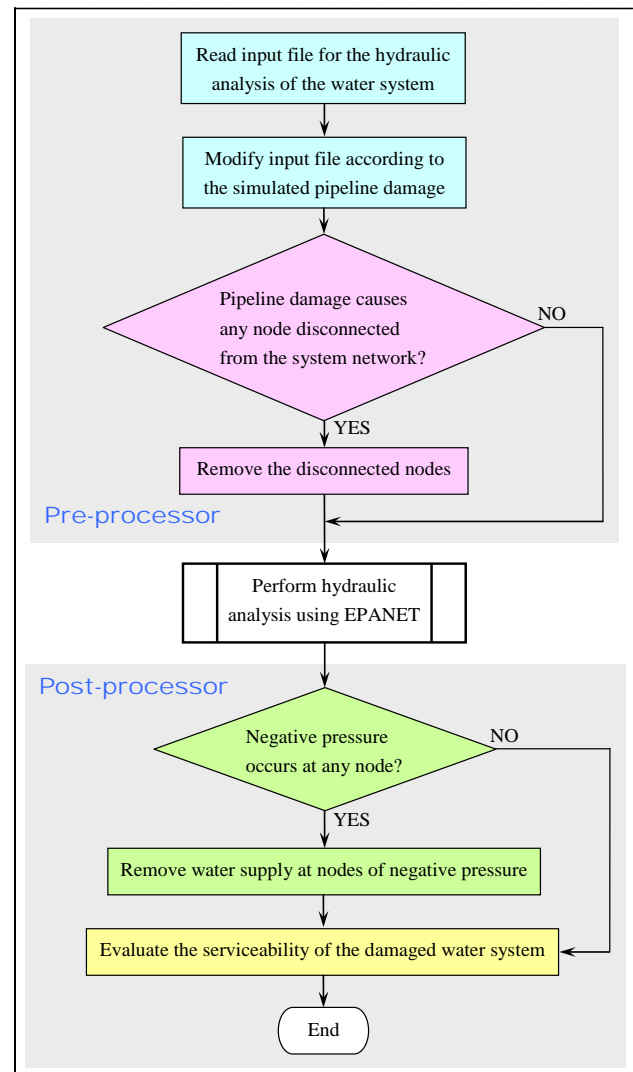 Read input file for the hydraulic
analysis of the water system
Modify input file according to
the simulated pipeline damage
Pipeline damage causes
any node disconnected
from the system network?
NO
YES
Remove the disconnected nodes
Pre-processor
Perform hydraulic
analysis using EPANET
Post-processor
Negative pressure
occurs at any node?
NO
YES
Remove water supply at nodes of negative pressure
Evaluate the serviceability of the damaged water system
End